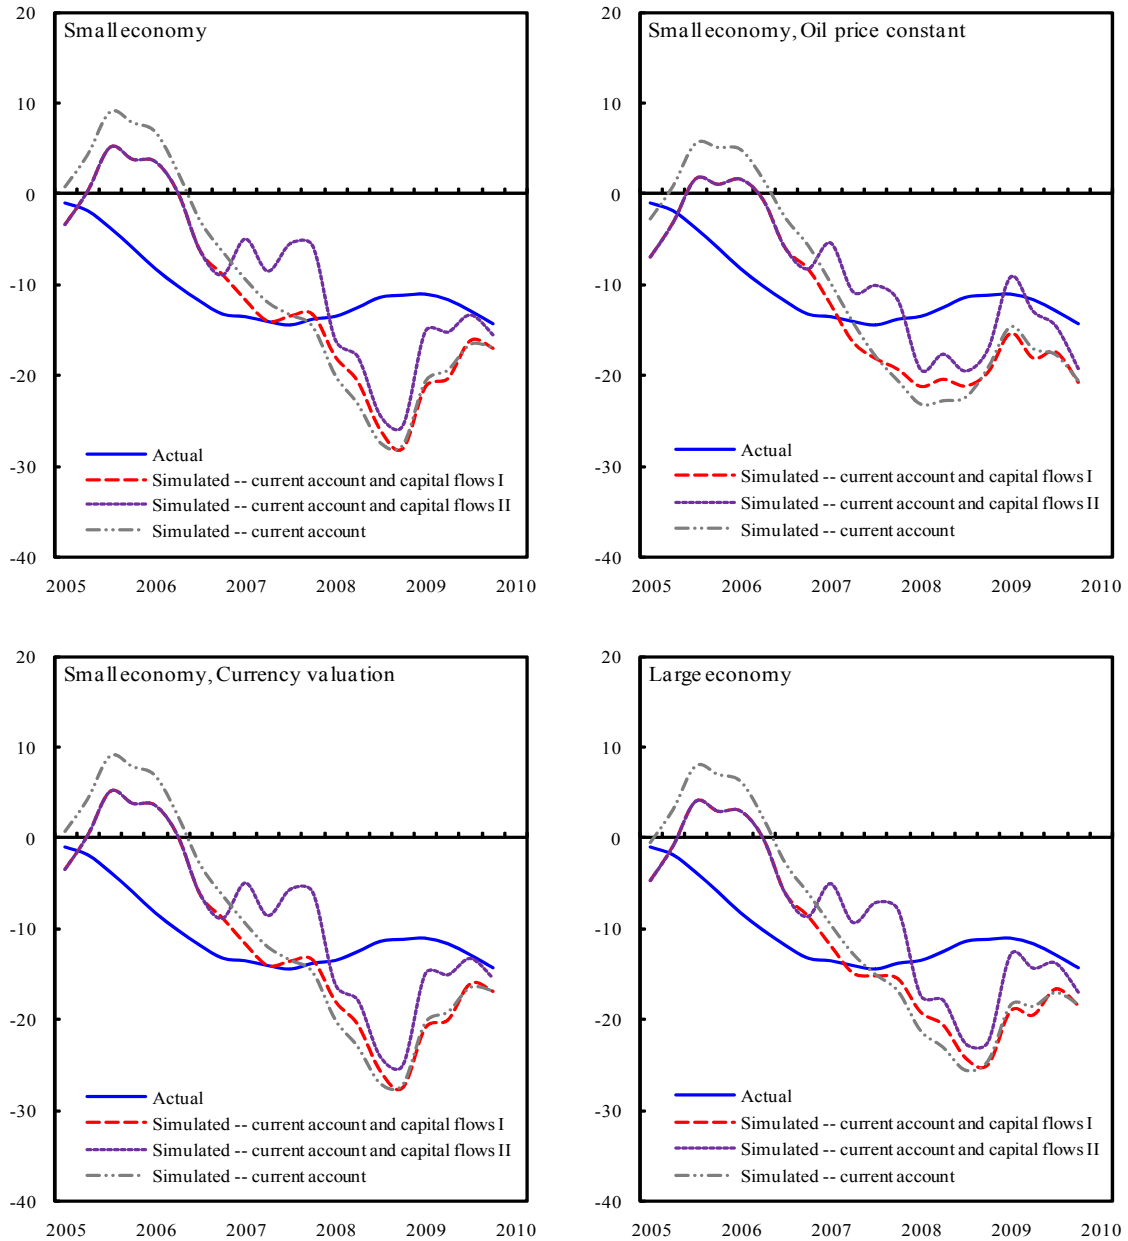 Small economy
20
10
0
-10
-20
-30
-40
Actual
Simulated -- current account and capital flows I
Simulated -- current account and capital flows II
Simulated -- current account
2005 2006 2007 2008 2009 2010
Small economy, Oil price constant
20
10
0
-10
-20
-30
-40
Actual
Simulated -- current account and capital flows I
Simulated -- current account and capital flows II
Simulated -- current account
2005 2006 2007 2008 2009 2010
Small economy, Currency valuation
20
10
0
-10
-20
-30
-40
Actual
Simulated -- current account and capital flows I
Simulated -- current account and capital flows II
Simulated -- current account
2005 2006 2007 2008 2009 2010
Large economy
20
10
0
-10
-20
-30
-40
Actual
Simulated -- current account and capital flows I
Simulated -- current account and capital flows II
Simulated -- current account
2005 2006 2007 2008 2009 2010